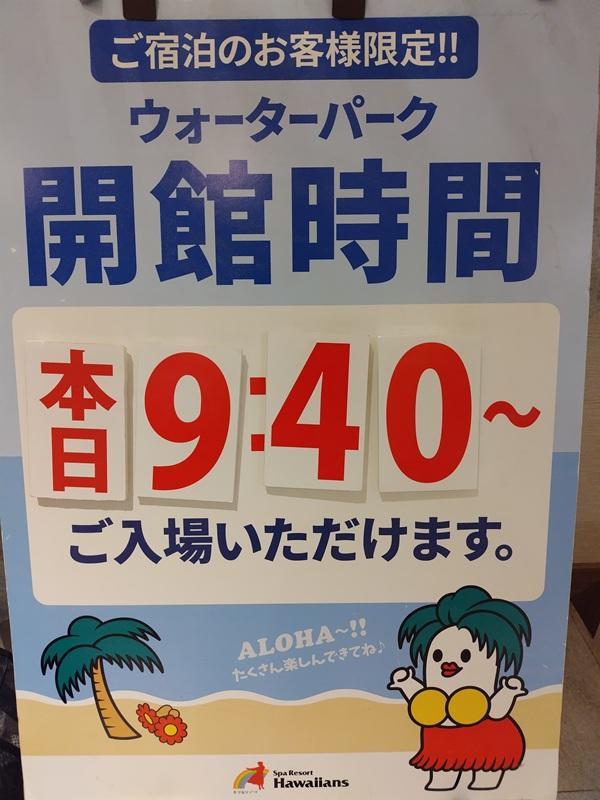 ご宿泊のお客様限定!!
ウォーターパーク
開館時間
本日 9:40～
ご入場いただけます。
ALOHA～!!
たくさん楽しんできてね♪
Spa Resort
Hawaiians